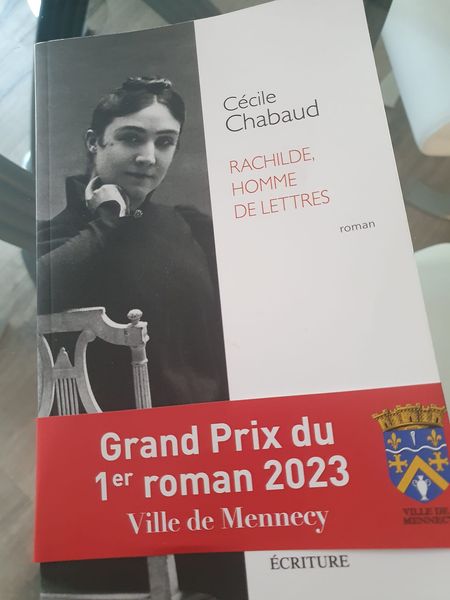 Cécile
Chabaud
RACHILDE,
HOMME
DE LETTRES
roman
Grand Prix du
1er roman 2023
Ville de Mennecy
VILLE DE
MENNECY
ÉCRITURE